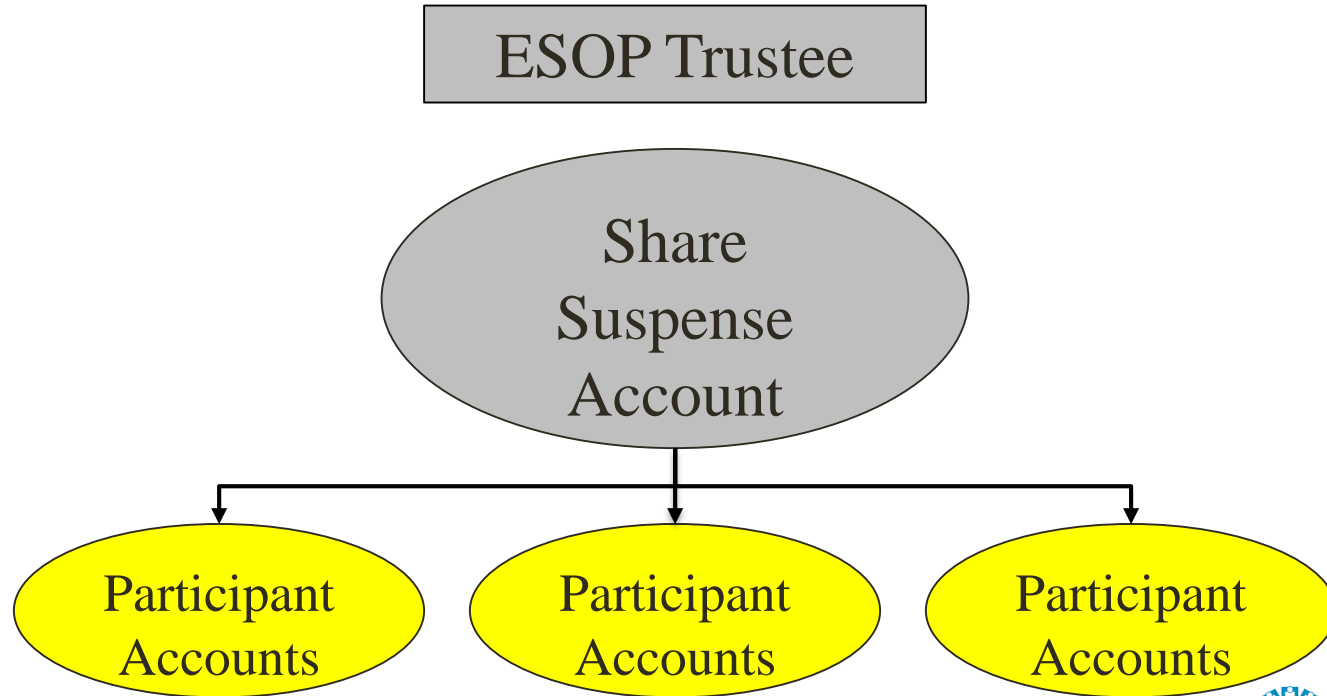 ESOP Trustee
Share
Suspense
Account
Participant
Accounts
Participant
Accounts
Participant
Accounts